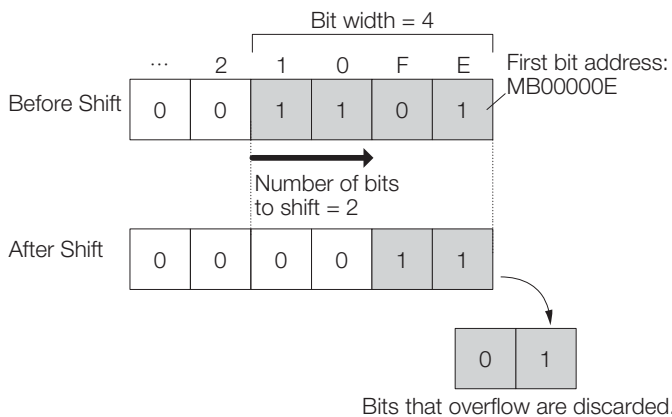 Bit width = 4
... 2 1 0 F E
First bit address:
MB00000E
Before Shift 0 0 1 1 0 1
Number of bits
to shift = 2
After Shift 0 0 0 0 1 1
0 1
Bits that overflow are discarded.